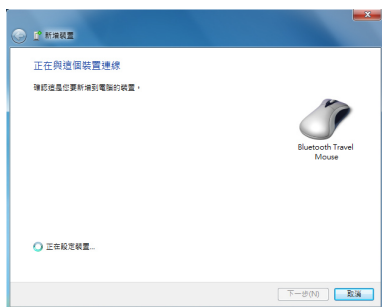 新增裝置
正在與這個裝置連線
確認這是您要新增到電腦的裝置。
Bluetooth Travel
Mouse
正在設定裝置...
下一步(N)
取消